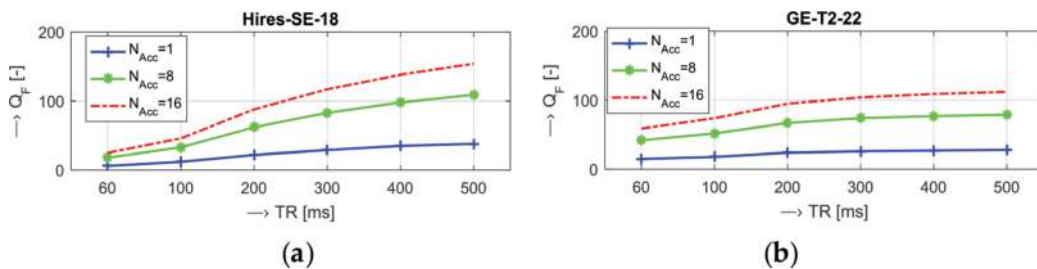 Hires-SE-18
200
100
0
—> Q_F [-]
N_Acc=1
N_Acc=8
N_Acc=16
60 100 200 300 400 500
—> TR [ms]
(a)
GE-T2-22
200
100
0
—> Q_F [-]
N_Acc=1
N_Acc=8
N_Acc=16
60 100 200 300 400 500
—> TR [ms]
(b)